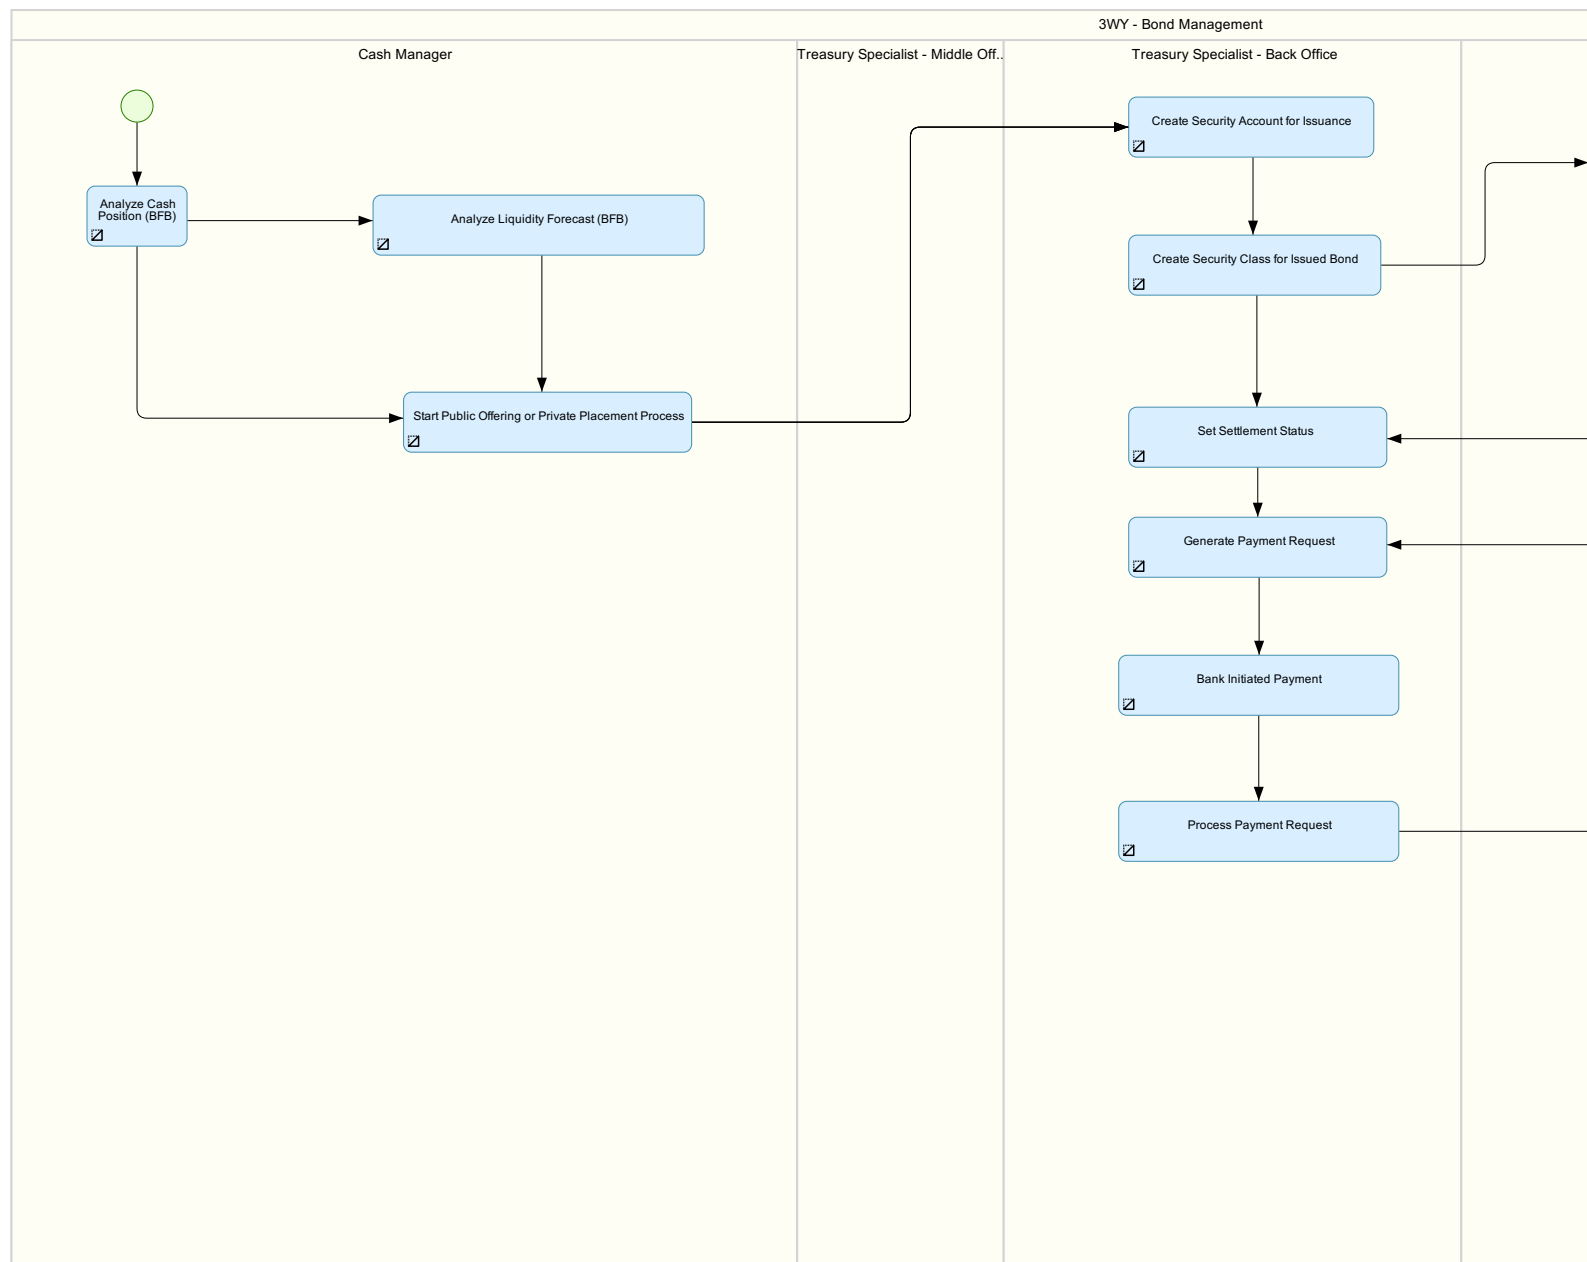 3WY - Bond Management
Cash Manager
Treasury Specialist - Middle Off..
Treasury Specialist - Back Office
Analyze Cash
Position (BFB)
Analyze Liquidity Forecast (BFB)
Start Public Offering or Private Placement Process
Create Security Account for Issuance
Create Security Class for Issued Bond
Set Settlement Status
Generate Payment Request
Bank Initiated Payment
Process Payment Request